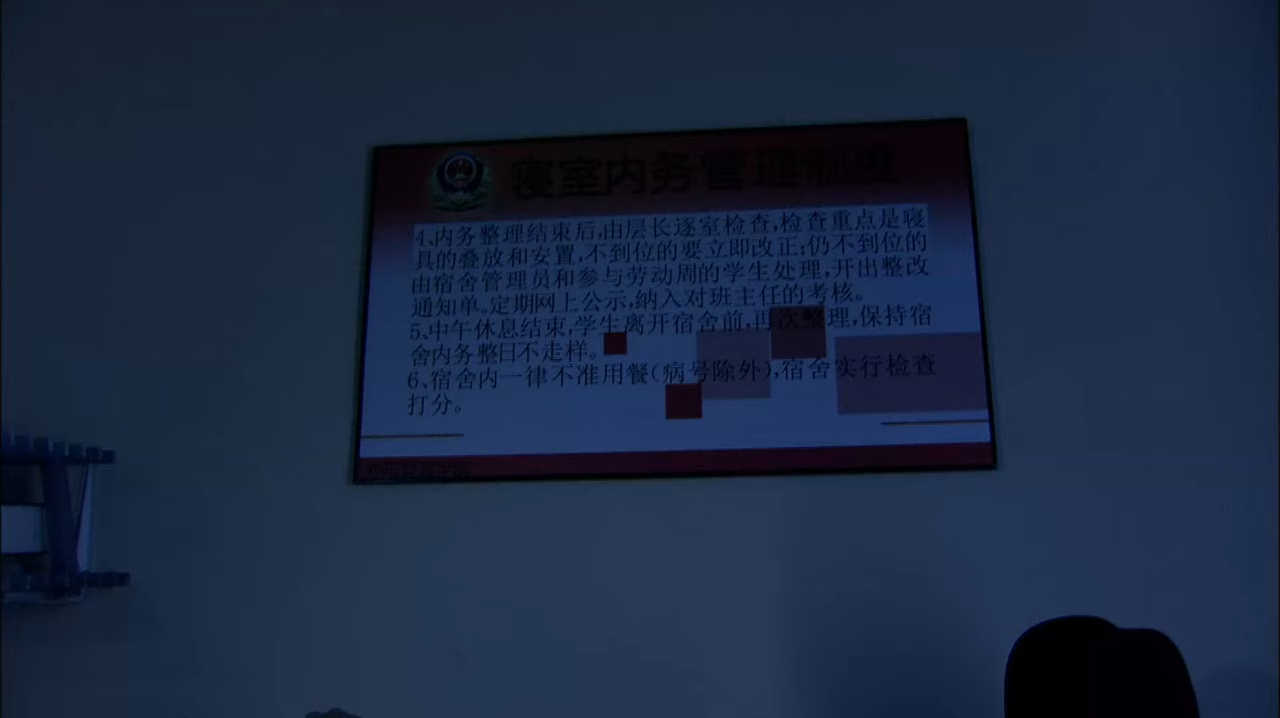 寝室内务管理制度
4、内务整理结束后,由层长逐室检查,检查重点是寝
具的叠放和安置,不到位的要立即改正;仍不到位的
由宿舍管理员和参与劳动周的学生处理,开出整改
通知单。定期网上公示,纳入对班主任的考核。
5、中午休息结束,学生离开宿舍前,再次整理,保持宿
舍内务整日不走样。
6、宿舍内一律不准用餐(病号除外),宿舍实行检查
打分。